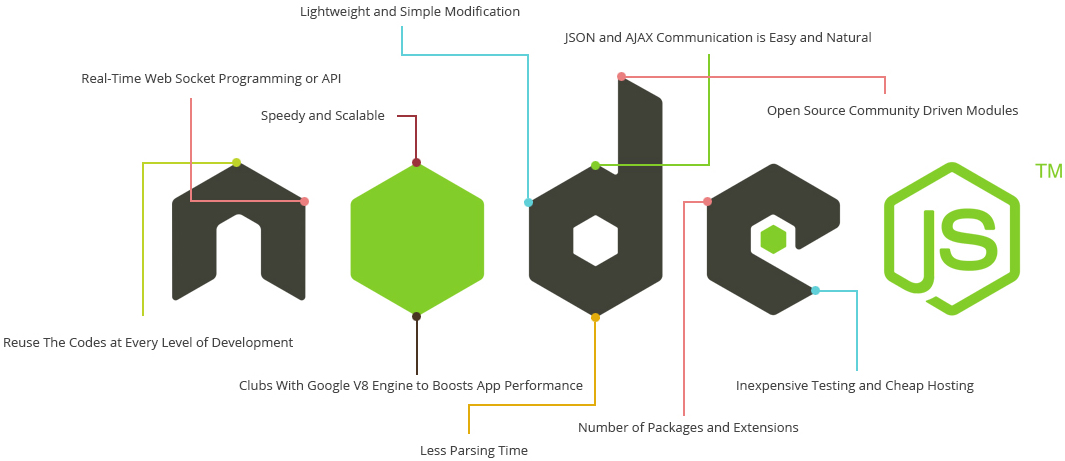 Lightweight and Simple Modification
JSON and AJAX Communication is Easy and Natural
Real-Time Web Socket Programming or API
Open Source Community Driven Modules
Speedy and Scalable
node JS TM
Reuse The Codes at Every Level of Development
Clubs With Google V8 Engine to Boosts App Performance
Inexpensive Testing and Cheap Hosting
Number of Packages and Extensions
Less Parsing Time